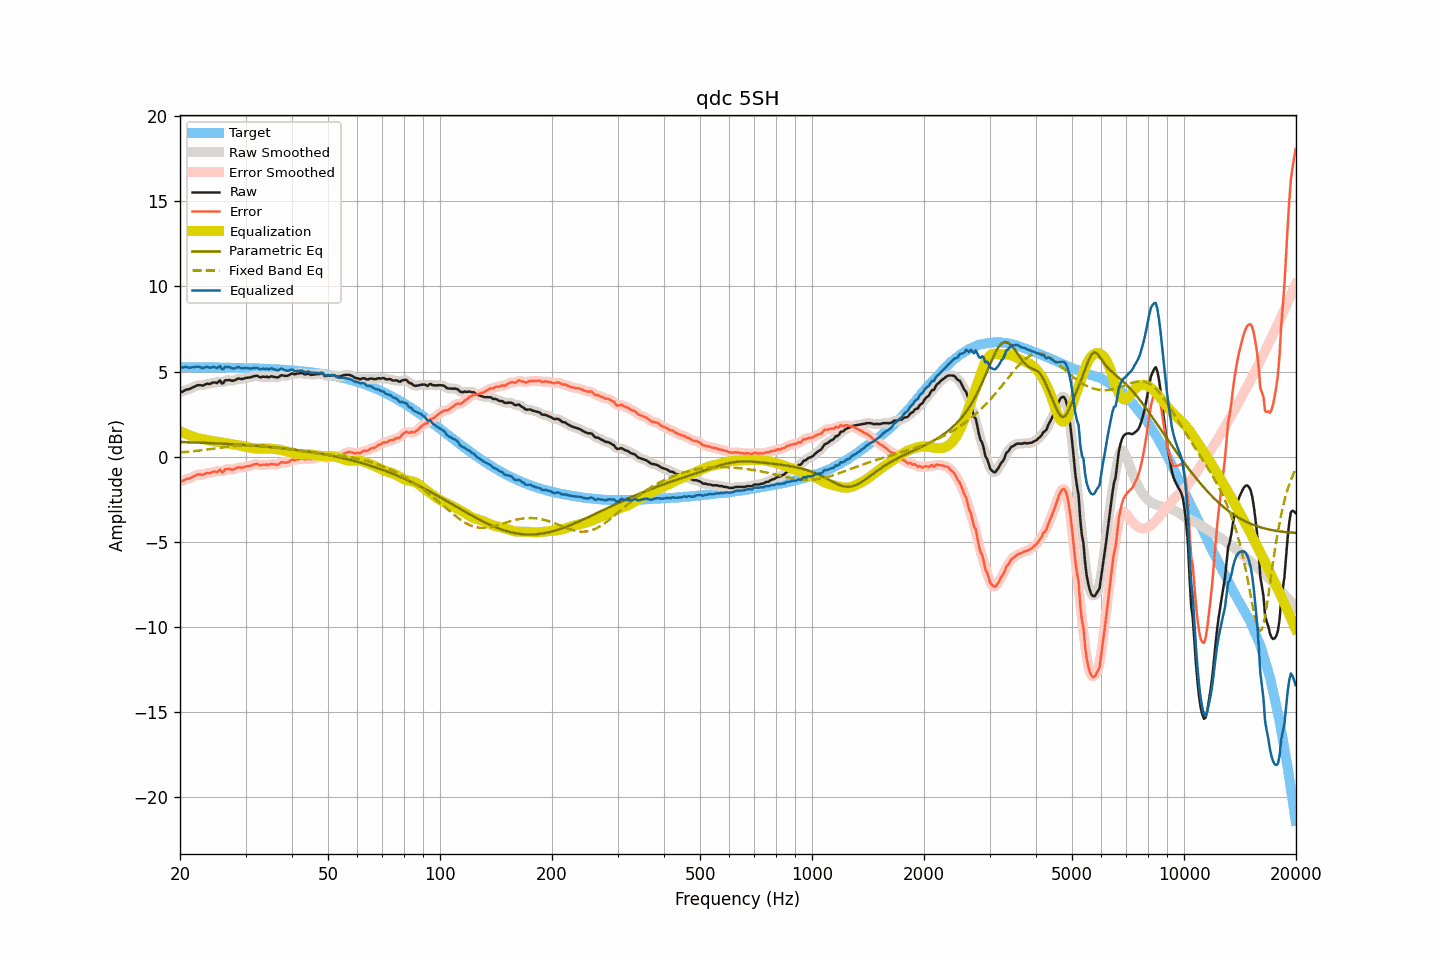 qdc 5SH
Target
Raw Smoothed
Error Smoothed
Raw
Error
Equalization
Parametric Eq
Fixed Band Eq
Equalized
20
15
10
5
0
−5
−10
−15
−20
Amplitude (dBr)
20 50 100 200 500 1000 2000 5000 10000 20000
Frequency (Hz)